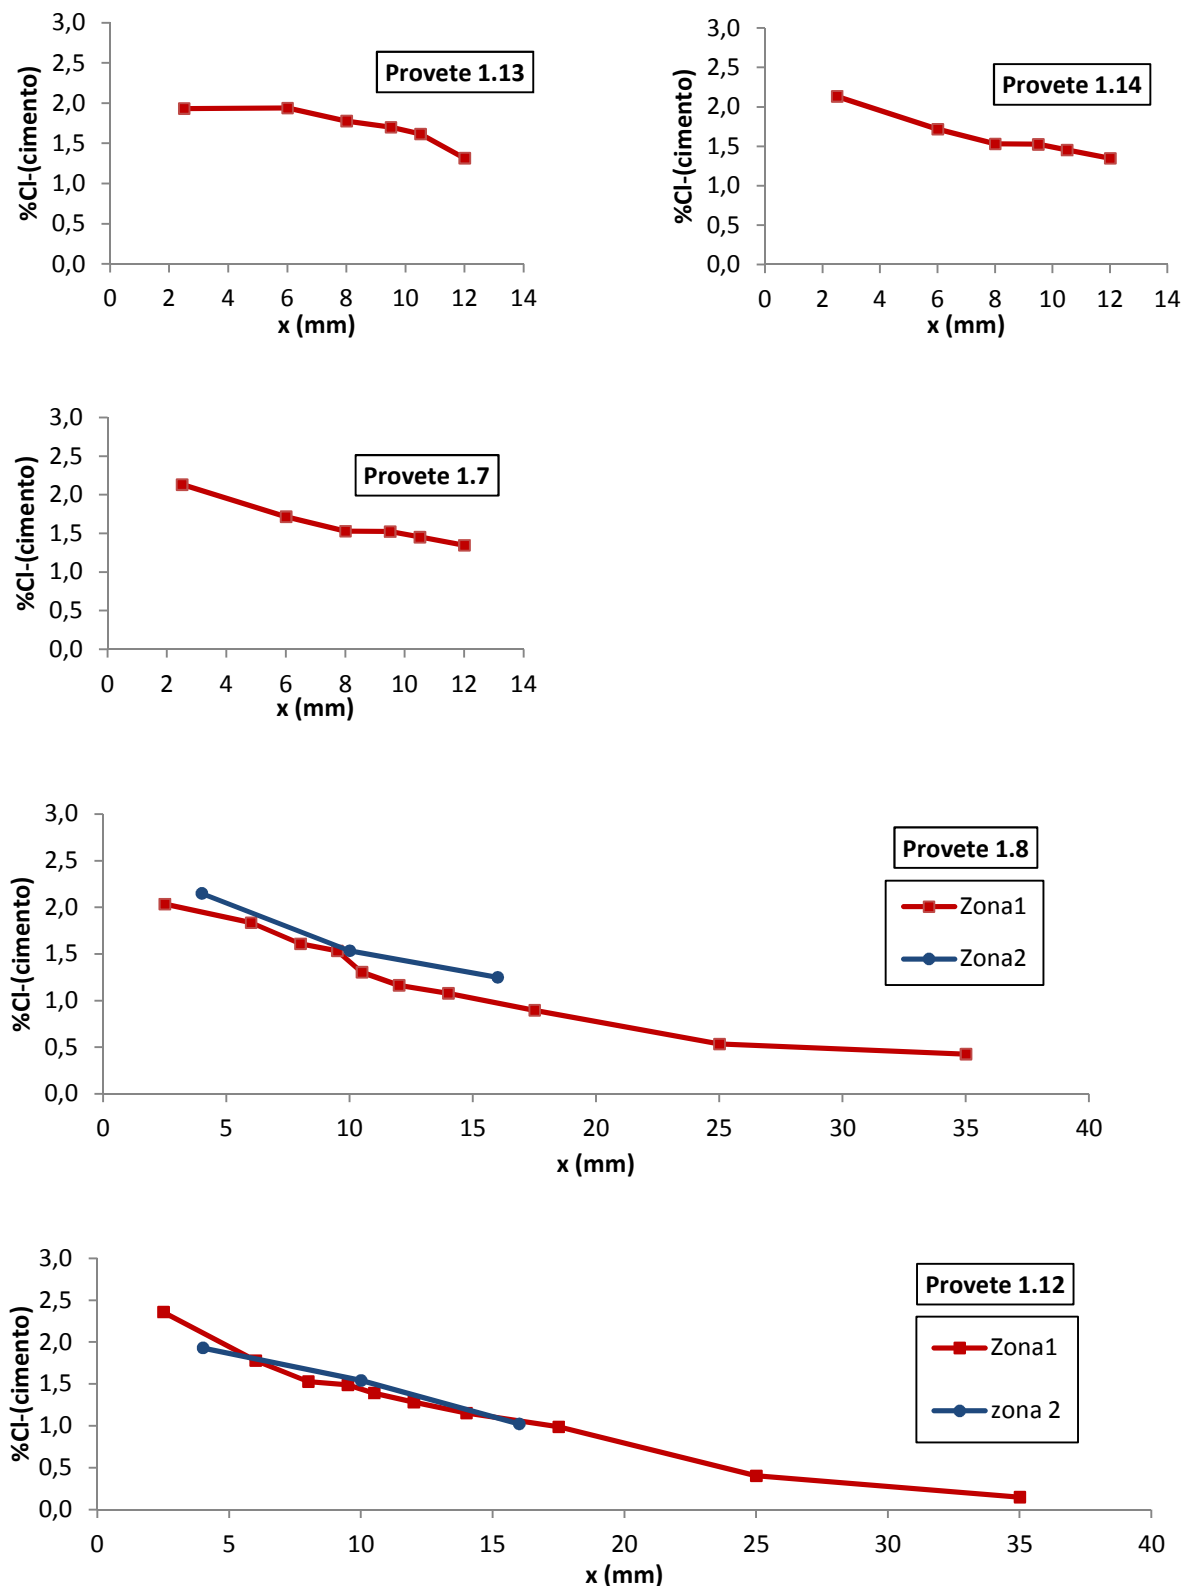 %Cl-(cimento)
3,0
2,5
2,0
1,5
1,0
0,5
0,0
0 2 4 6 8 10 12 14
x (mm)
Provete 1.13
%Cl-(cimento)
3,0
2,5
2,0
1,5
1,0
0,5
0,0
0 2 4 6 8 10 12 14
x (mm)
Provete 1.14
%Cl-(cimento)
3,0
2,5
2,0
1,5
1,0
0,5
0,0
0 2 4 6 8 10 12 14
x (mm)
Provete 1.7
%Cl-(cimento)
3,0
2,5
2,0
1,5
1,0
0,5
0,0
0 5 10 15 20 25 30 35 40
x (mm)
Provete 1.8
Zona1
Zona2
%Cl-(cimento)
3,0
2,5
2,0
1,5
1,0
0,5
0,0
0 5 10 15 20 25 30 35 40
x (mm)
Provete 1.12
Zona1
zona 2